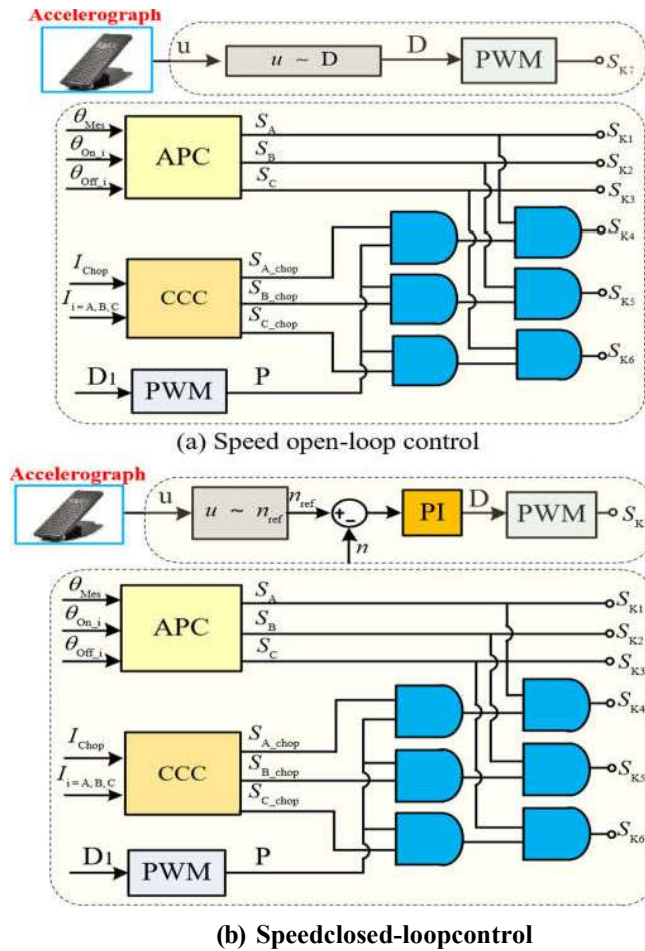 Accelerograph
u
u ~ D
D
PWM
S_K7
θ_Mes
θ_On_i
θ_Off_i
APC
S_A
S_B
S_C
S_K1
S_K2
S_K3
S_K4
I_Chop
I_i=A, B, C
CCC
S_A_chop
S_B_chop
S_C_chop
S_K5
S_K6
D1
PWM
P
(a) Speed open-loop control
Accelerograph
u
u ~ n_ref
n_ref
+
-
n
PI
D
PWM
S_K
θ_Mes
θ_On_i
θ_Off_i
APC
S_A
S_B
S_C
S_K1
S_K2
S_K3
S_K4
I_Chop
I_i=A, B, C
CCC
S_A_chop
S_B_chop
S_C_chop
S_K5
S_K6
D1
PWM
P
(b) Speedclosed-loopcontrol